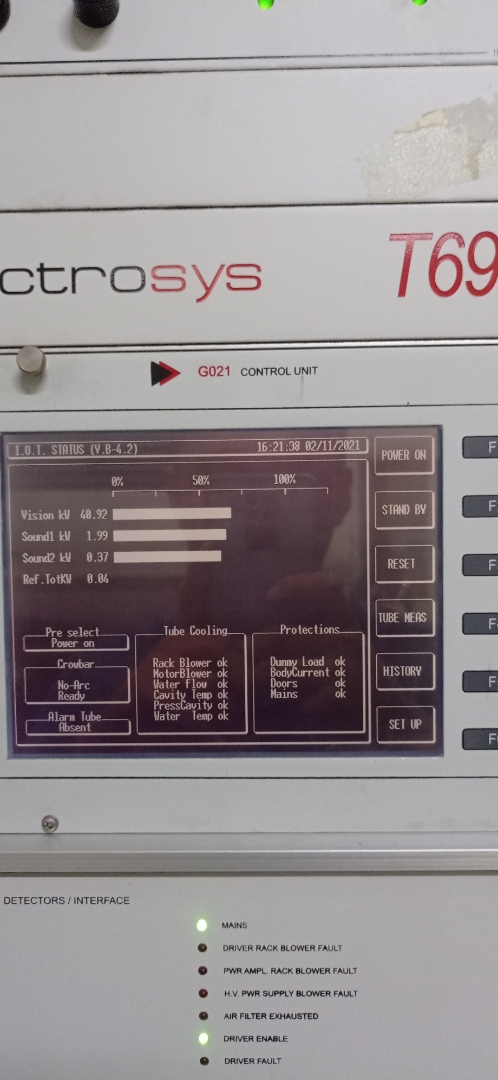 ctrosys T69
G021 CONTROL UNIT
I.O.T. STATUS (V.B-4.2) 16:21:38 02/11/2021
0% 50% 100%
Vision kW 40.92
Sound1 kW 1.99
Sound2 kW 0.37
Ref.TotKW 0.04
Pre select
Power on
Crowbar
No-Arc
Ready
Alarm Tube
Absent
Tube Cooling
Rack Blower ok
MotorBlower ok
Water Flow ok
Cavity Temp ok
PressCavity ok
Water Temp ok
Protections
Dummy Load ok
BodyCurrent ok
Doors ok
Mains ok
POWER ON
STAND BY
RESET
TUBE MEAS
HISTORY
SET UP
F
F
F
F
F
F
DETECTORS / INTERFACE
MAINS
DRIVER RACK BLOWER FAULT
PWR AMPL. RACK BLOWER FAULT
H.V. PWR SUPPLY BLOWER FAULT
AIR FILTER EXHAUSTED
DRIVER ENABLE
DRIVER FAULT